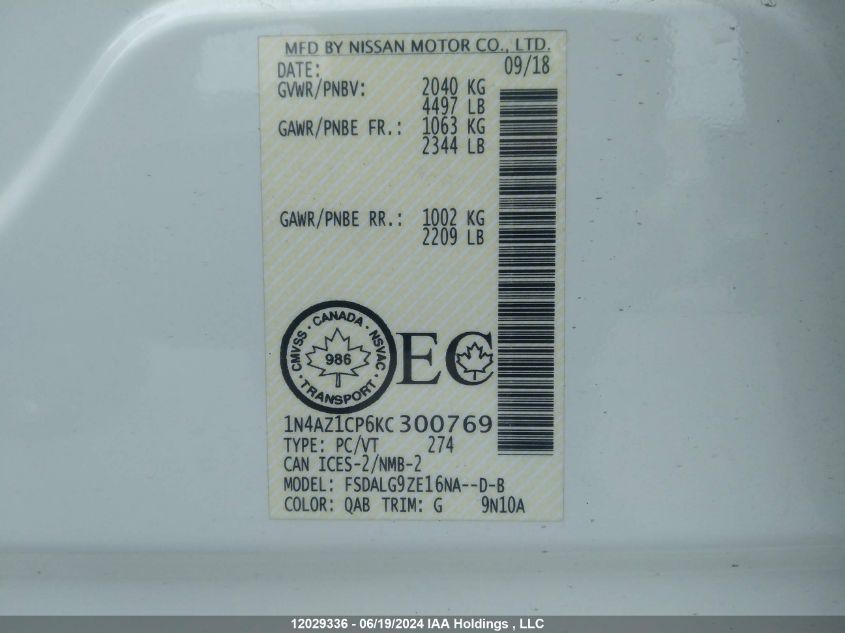 MFD BY NISSAN MOTOR CO., LTD.
DATE: 09/18
GVWR/PNBV: 2040 KG
4497 LB
GAWR/PNBE FR.: 1063 KG
2344 LB
GAWR/PNBE RR.: 1002 KG
2209 LB
CMVSS · CANADA · NSVAC
986
· TRANSPORT ·
EC
1N4AZ1CP6KC300769
TYPE: PC/VT 274
CAN ICES-2/NMB-2
MODEL: FSDALG9ZE16NA--D-B
COLOR: QAB TRIM: G 9N10A
12029336 - 06/19/2024 IAA Holdings , LLC